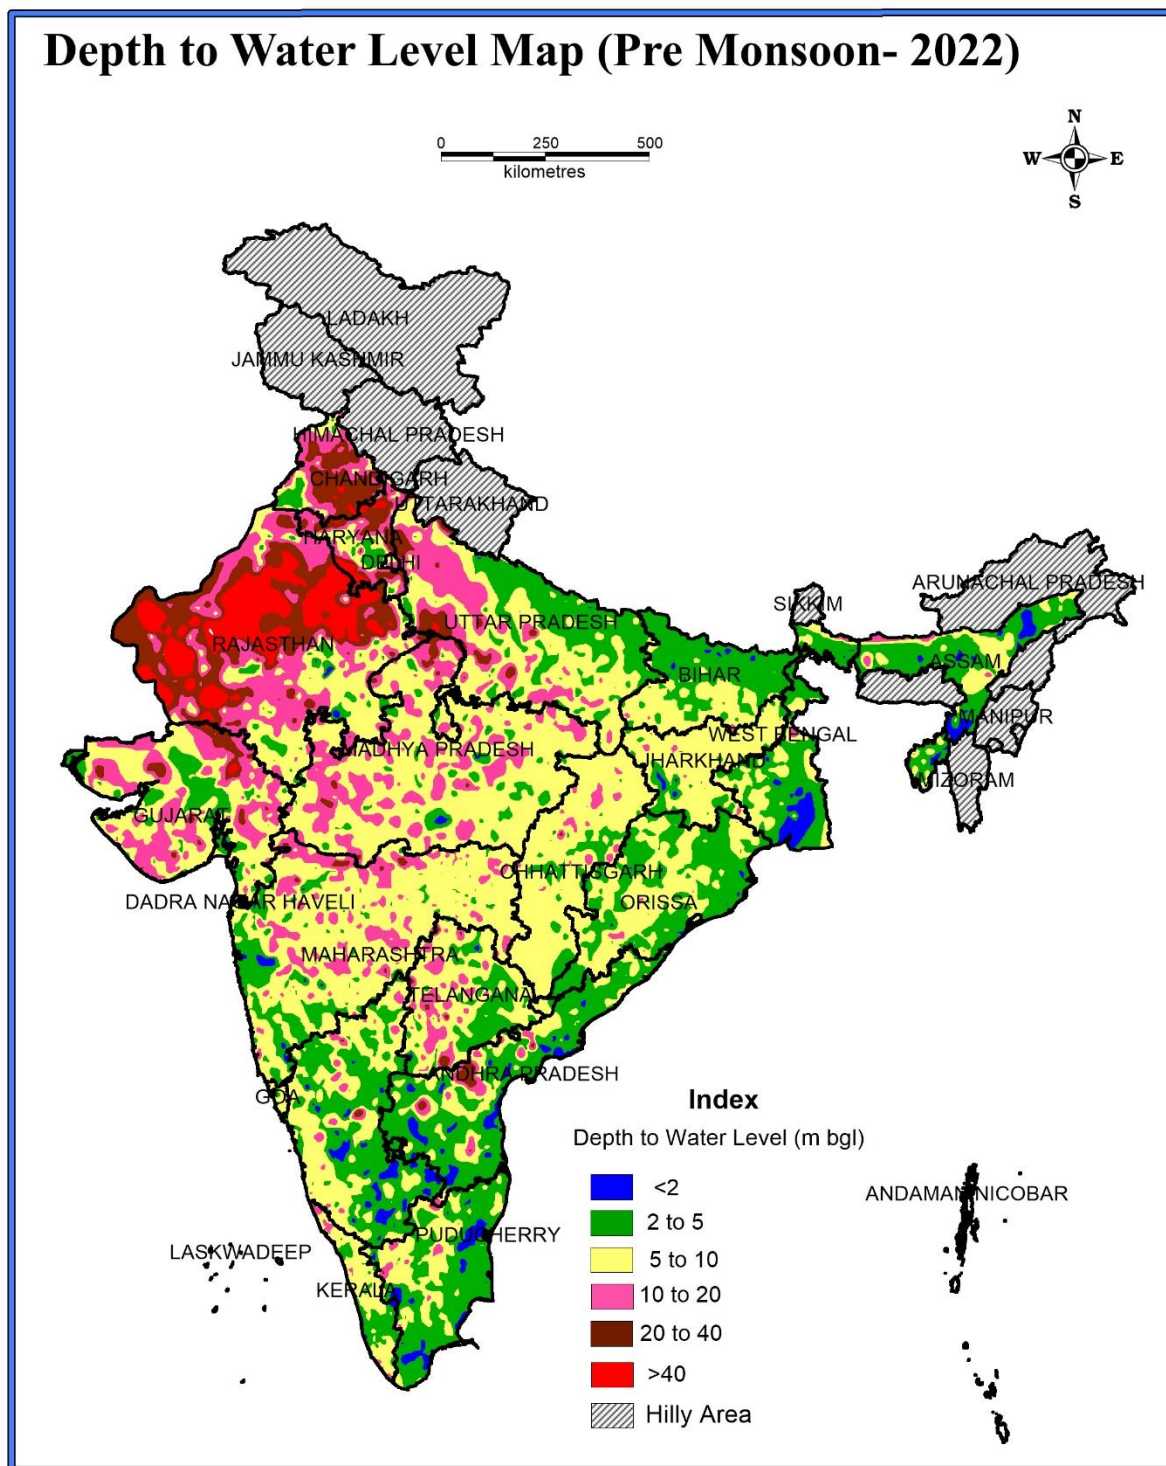 Depth to Water Level Map (Pre Monsoon- 2022)
0 250 500
kilometres
N
W E
S
LADAKH
JAMMU KASHMIR
HIMACHAL PRADESH
CHANDIGARH
UTTARAKHAND
HARYANA
DELHI
ARUNACHAL PRADESH
SIKKIM
UTTAR PRADESH
RAJASTHAN
ASSAM
BIHAR
MANIPUR
WEST BENGAL
MADHYA PRADESH
JHARKHAND
MIZORAM
GUJARAT
CHHATTISGARH
DADRA NAGAR HAVELI
ORISSA
MAHARASHTRA
TELANGANA
ANDHRA PRADESH
GOA
Index
Depth to Water Level (m bgl)
<2
2 to 5
5 to 10
10 to 20
20 to 40
>40
Hilly Area
ANDAMAN NICOBAR
PUDUCHERRY
LASKWADEEP
KERALA